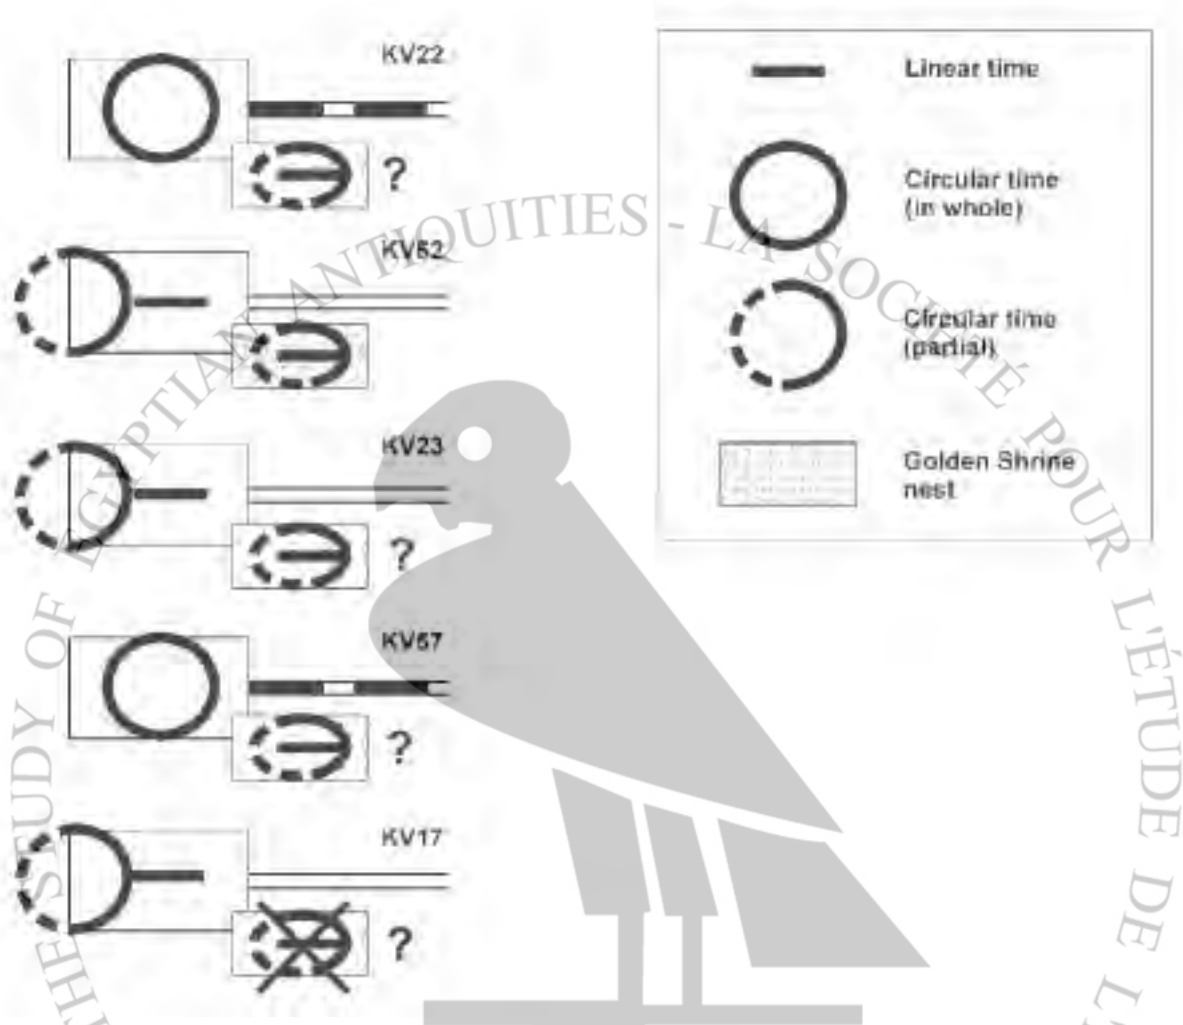 KV22
?
KV62
KV23
?
KV57
?
KV17
?
Linear time
Circular time
(in whole)
Circular time
(partial)
Golden Shrine
nest
THE STUDY OF EGYPTIAN ANTIQUITIES - LA SOCIÉTÉ POUR L'ÉTUDE DE